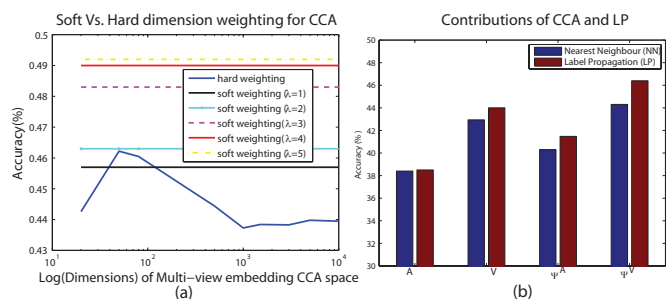 Soft Vs. Hard dimension weighting for CCA
0.5
0.49
0.48
0.47
0.46
0.45
0.44
0.43
Accuracy(%)
hard weighting
soft weighting (λ=1)
soft weighting (λ=2)
soft weighting(λ=3)
soft weighting(λ=4)
soft weighting (λ=5)
10^1
10^2
10^3
10^4
Log(Dimensions) of Multi-view embedding CCA space
(a)
Contributions of CCA and LP
50
48
46
44
42
40
38
36
34
32
30
Accuracy (%)
Nearest Neighbour (NN)
Label Propagation (LP)
A
V
Ψ^A
Ψ^V
(b)